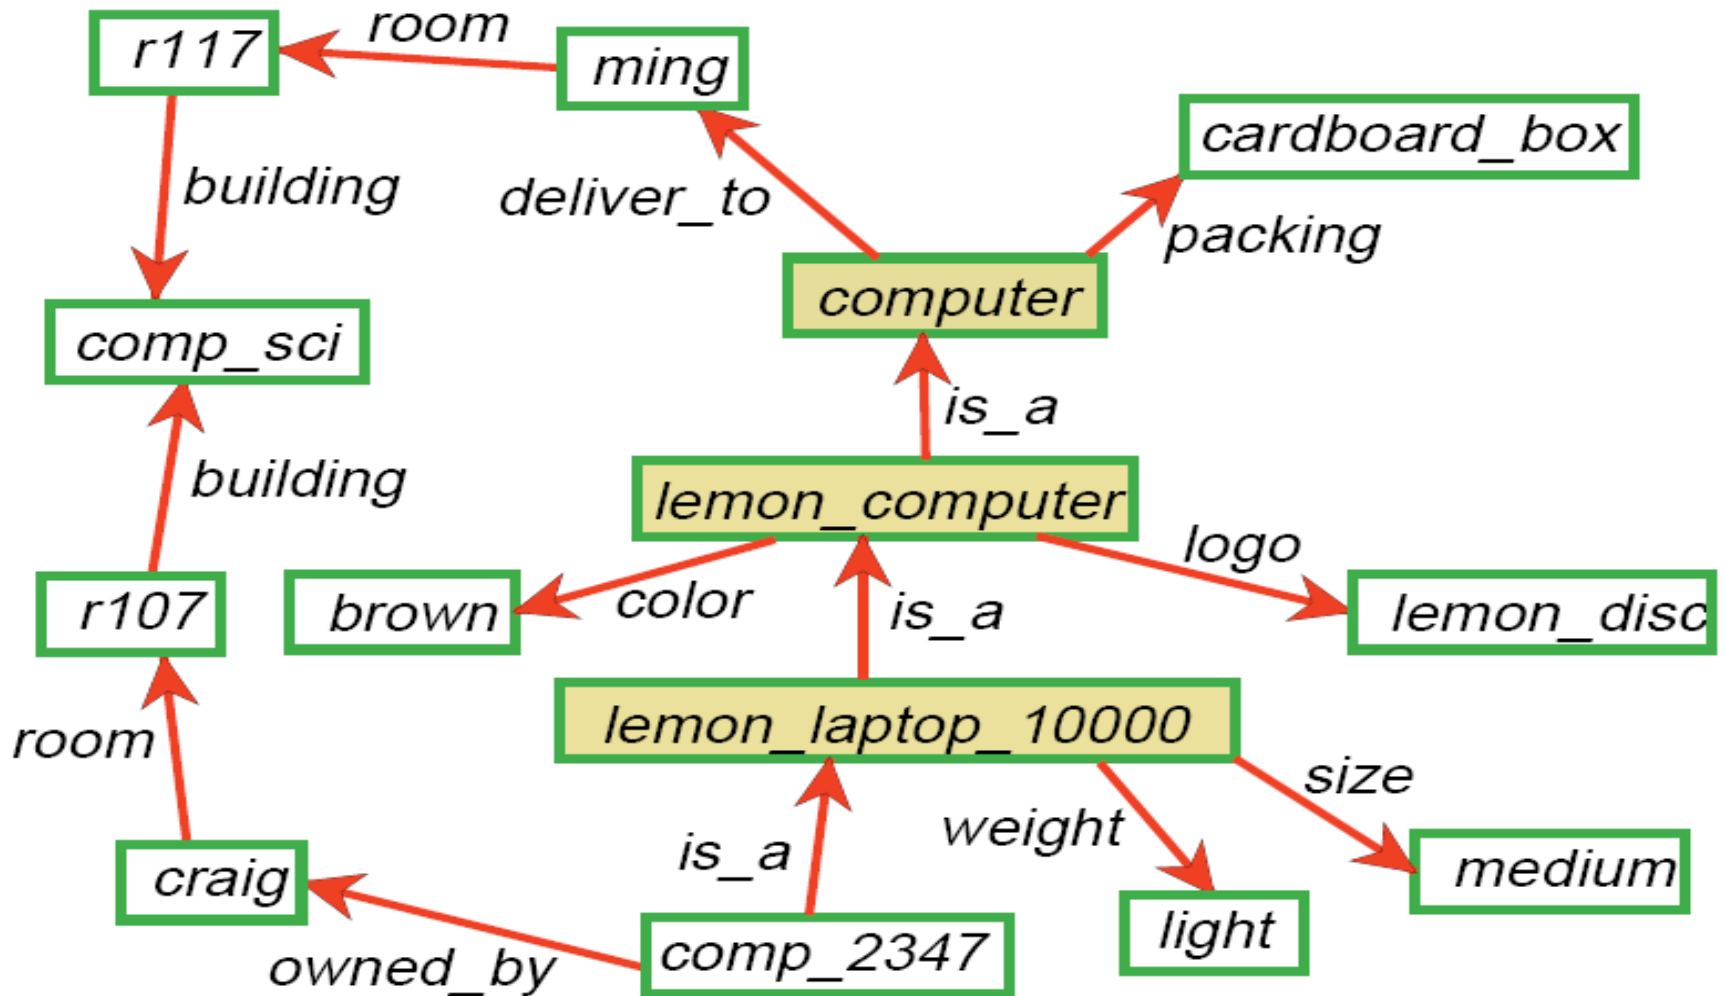 room
r117
ming
cardboard_box
building
deliver_to
packing
computer
comp_sci
is_a
building
lemon_computer
logo
r107
brown
color
is_a
lemon_disc
room
lemon_laptop_10000
size
weight
is_a
craig
medium
light
owned_by
comp_2347